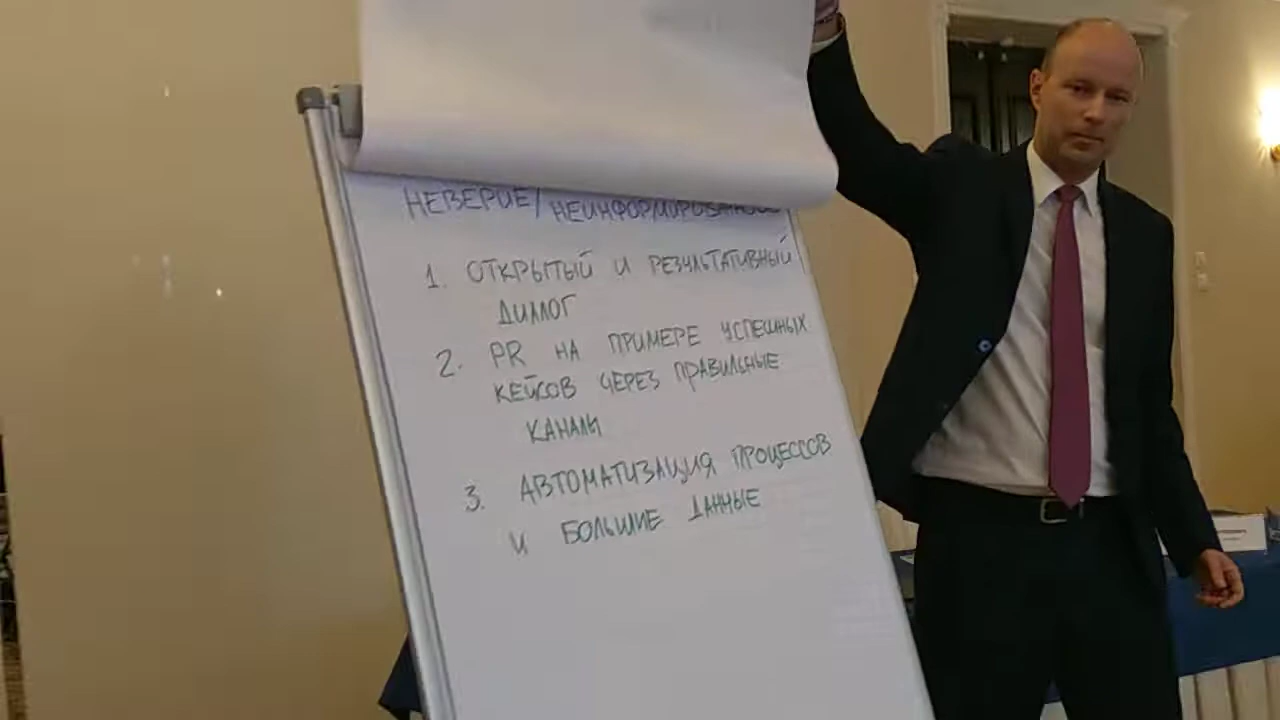 НЕВЕРИЕ/ НЕИНФОРМИРОВАННОС
1. ОТКРЫТЫЙ И РЕЗУЛЬТАТИВНЫЙ
ДИАЛОГ
2. PR НА ПРИМЕРЕ УСПЕШНЫХ
КЕЙСОВ ЧЕРЕЗ ПРАВИЛЬНЫЕ
КАНАЛЫ
3. АВТОМАТИЗАЦИЯ ПРОЦЕССОВ
И БОЛЬШИЕ ДАННЫЕ